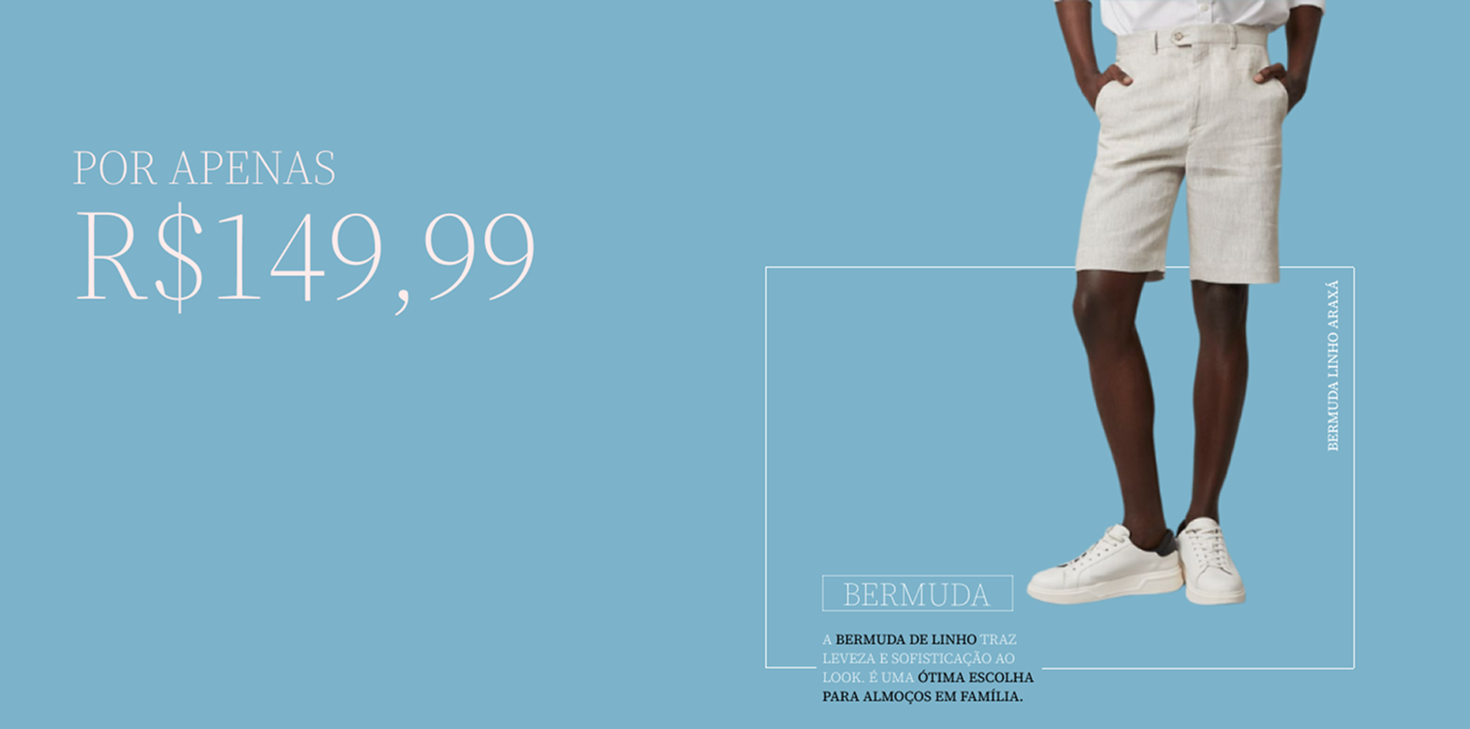 POR APENAS
R$149,99
BERMUDA LINHO ARAXÁ
BERMUDA
A BERMUDA DE LINHO TRAZ
LEVEZA E SOFISTICAÇÃO AO
LOOK. É UMA ÓTIMA ESCOLHA
PARA ALMOÇOS EM FAMÍLIA.